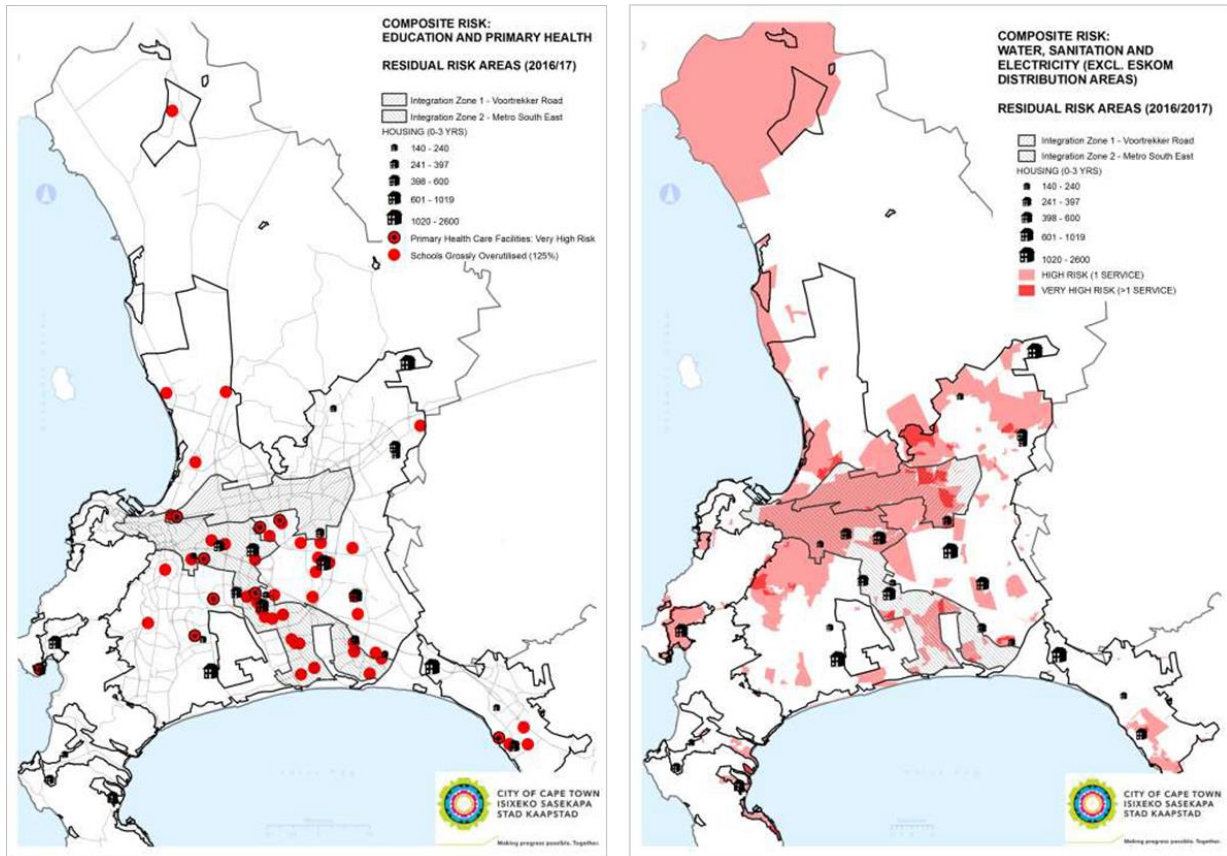 COMPOSITE RISK:
EDUCATION AND PRIMARY HEALTH
RESIDUAL RISK AREAS (2016/17)
Integration Zone 1 - Voortrekker Road
Integration Zone 2 - Metro South East
HOUSING (0-3 YRS)
140 - 240
241 - 397
398 - 600
601 - 1019
1020 - 2600
Primary Health Care Facilities: Very High Risk
Schools Grossly Overutilised (125%)
CITY OF CAPE TOWN
ISIXEKO SASEKAPA
STAD KAAPSTAD
Making progress possible. Together.
COMPOSITE RISK:
WATER, SANITATION AND
ELECTRICITY (EXCL. ESKOM
DISTRIBUTION AREAS)
RESIDUAL RISK AREAS (2016/2017)
Integration Zone 1 - Voortrekker Road
Integration Zone 2 - Metro South East
HOUSING (0-3 YRS)
140 - 240
241 - 397
398 - 600
601 - 1019
1020 - 2600
HIGH RISK (1 SERVICE)
VERY HIGH RISK (>1 SERVICE)
CITY OF CAPE TOWN
ISIXEKO SASEKAPA
STAD KAAPSTAD
Making progress possible. Together.